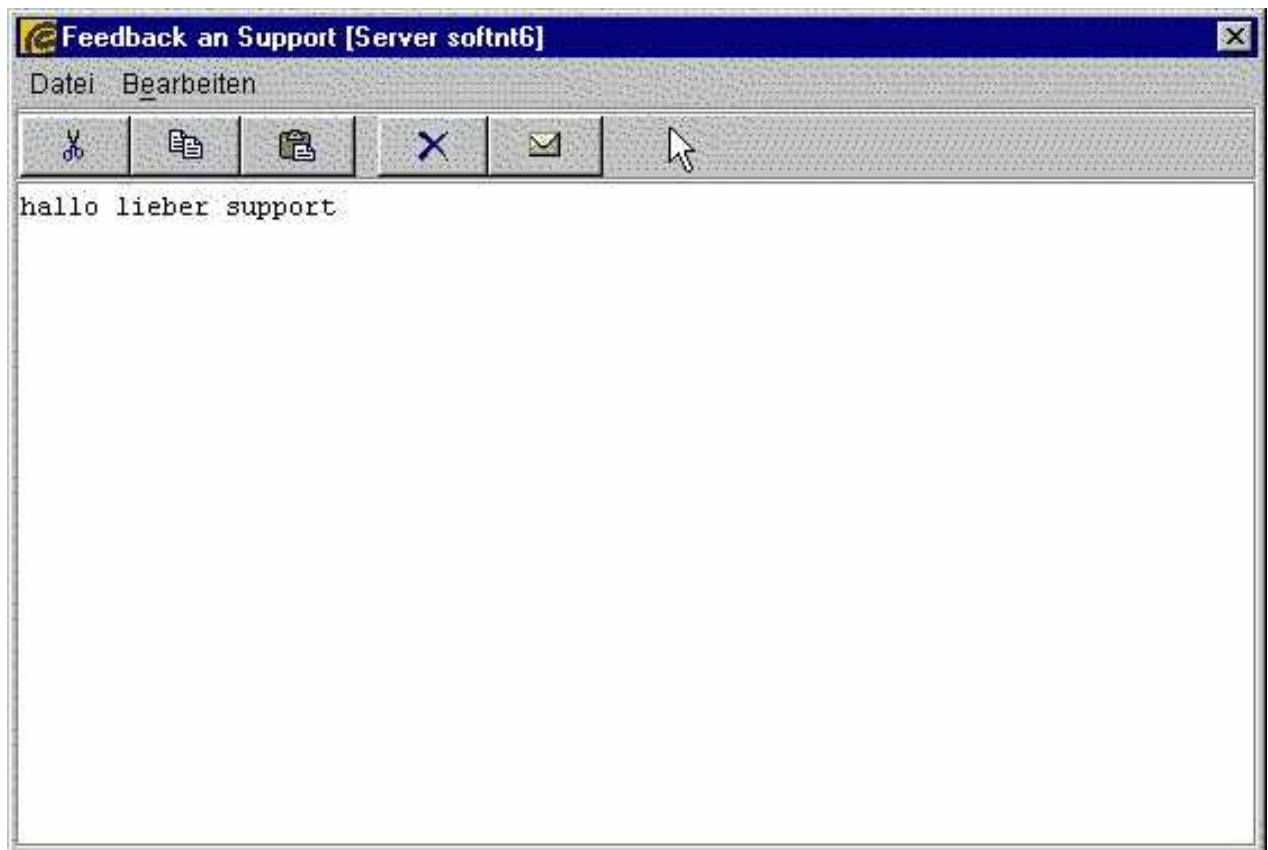 Feedback an Support [Server softnt6]
Datei Bearbeiten
hallo lieber support